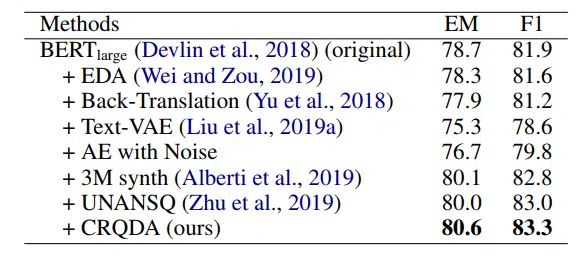 Methods EM F1
BERTlarge (Devlin et al., 2018) (original) 78.7 81.9
+ EDA (Wei and Zou, 2019) 78.3 81.6
+ Back-Translation (Yu et al., 2018) 77.9 81.2
+ Text-VAE (Liu et al., 2019a) 75.3 78.6
+ AE with Noise 76.7 79.8
+ 3M synth (Alberti et al., 2019) 80.1 82.8
+ UNANSQ (Zhu et al., 2019) 80.0 83.0
+ CRQDA (ours) 80.6 83.3